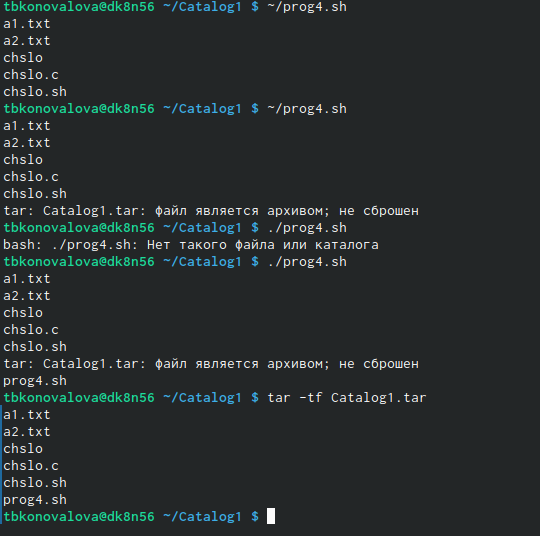 tbkonovalova@dk8n56 ~/Catalog1 $ ~/prog4.sh
a1.txt
a2.txt
chslo
chslo.c
chslo.sh
tbkonovalova@dk8n56 ~/Catalog1 $ ~/prog4.sh
a1.txt
a2.txt
chslo
chslo.c
chslo.sh
tar: Catalog1.tar: файл является архивом; не сброшен
tbkonovalova@dk8n56 ~/Catalog1 $ ./prog4.sh
bash: ./prog4.sh: Нет такого файла или каталога
tbkonovalova@dk8n56 ~/Catalog1 $ ./prog4.sh
a1.txt
a2.txt
chslo
chslo.c
chslo.sh
tar: Catalog1.tar: файл является архивом; не сброшен
prog4.sh
tbkonovalova@dk8n56 ~/Catalog1 $ tar -tf Catalog1.tar
a1.txt
a2.txt
chslo
chslo.c
chslo.sh
prog4.sh
tbkonovalova@dk8n56 ~/Catalog1 $